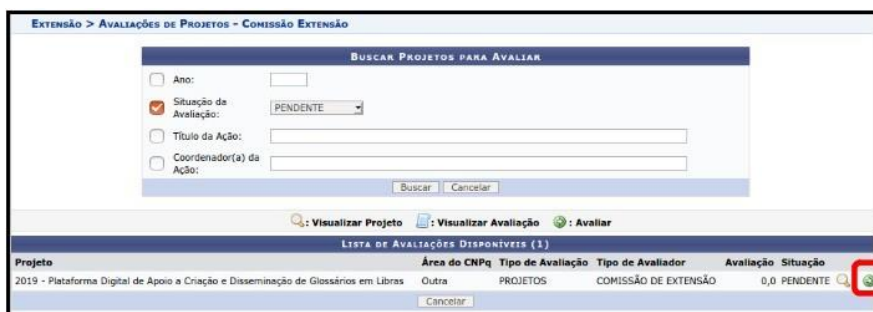 Extensão > Avaliações de Projetos - Comissão Extensão
Buscar Projetos para Avaliar
Ano:
Situação da Avaliação: PENDENTE
Título da Ação:
Coordenador(a) da Ação:
Buscar Cancelar
: Visualizar Projeto : Visualizar Avaliação : Avaliar
Lista de Avaliações Disponíveis (1)
Projeto Área do CNPq Tipo de Avaliação Tipo de Avaliador Avaliação Situação
2019 - Plataforma Digital de Apoio a Criação e Disseminação de Glossários em Libras Outra PROJETOS COMISSÃO DE EXTENSÃO 0,0 PENDENTE
Cancelar